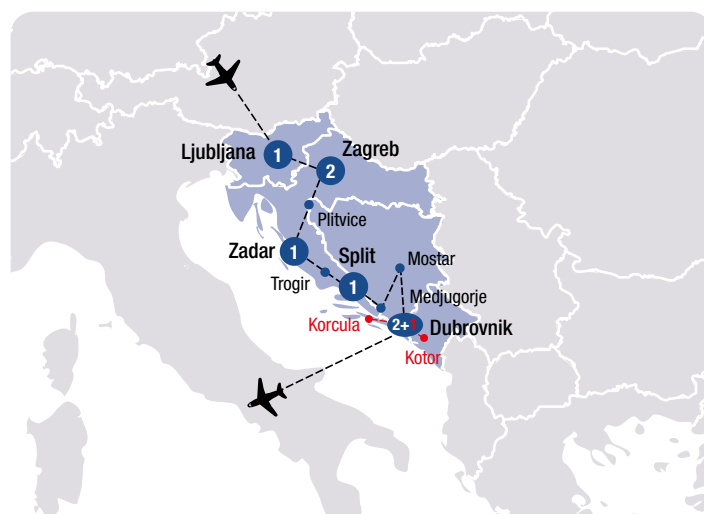 Ljubljana
1
Zagreb
2
Plitvice
Zadar
1
Trogir
Split
1
Mostar
Medjugorje
Korcula
2+1
Dubrovnik
Kotor